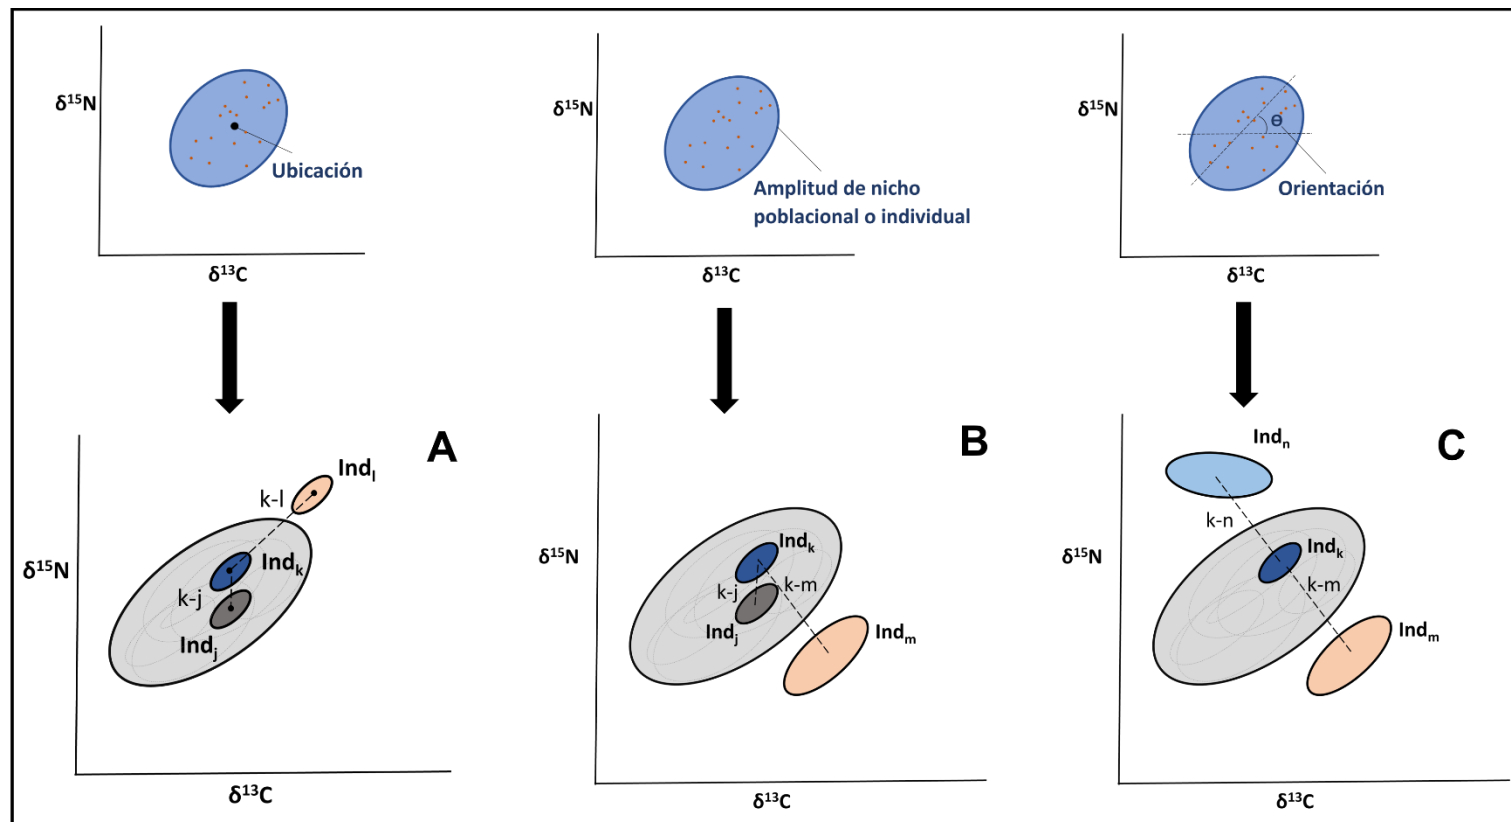 δ¹⁵N
Ubicación
δ¹³C
δ¹⁵N
Amplitud de nicho
poblacional o individual
δ¹³C
δ¹⁵N
Ɵ
Orientación
δ¹³C
A
Indₗ
k-l
Indₖ
δ¹⁵N
k-j
Indⱼ
δ¹³C
B
Indₖ
δ¹⁵N
k-j
k-m
Indⱼ
Indₘ
δ¹³C
C
Indₙ
k-n
Indₖ
δ¹⁵N
k-m
Indₘ
δ¹³C